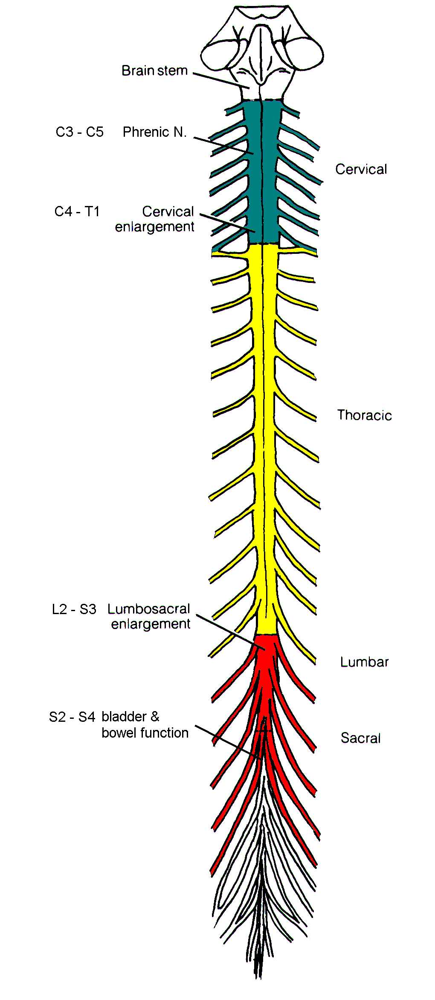 Brain stem
C3 - C5 Phrenic N.
Cervical
C4 - T1 Cervical
enlargement
Thoracic
L2 - S3 Lumbosacral
enlargement
Lumbar
S2 - S4 bladder &
bowel function
Sacral